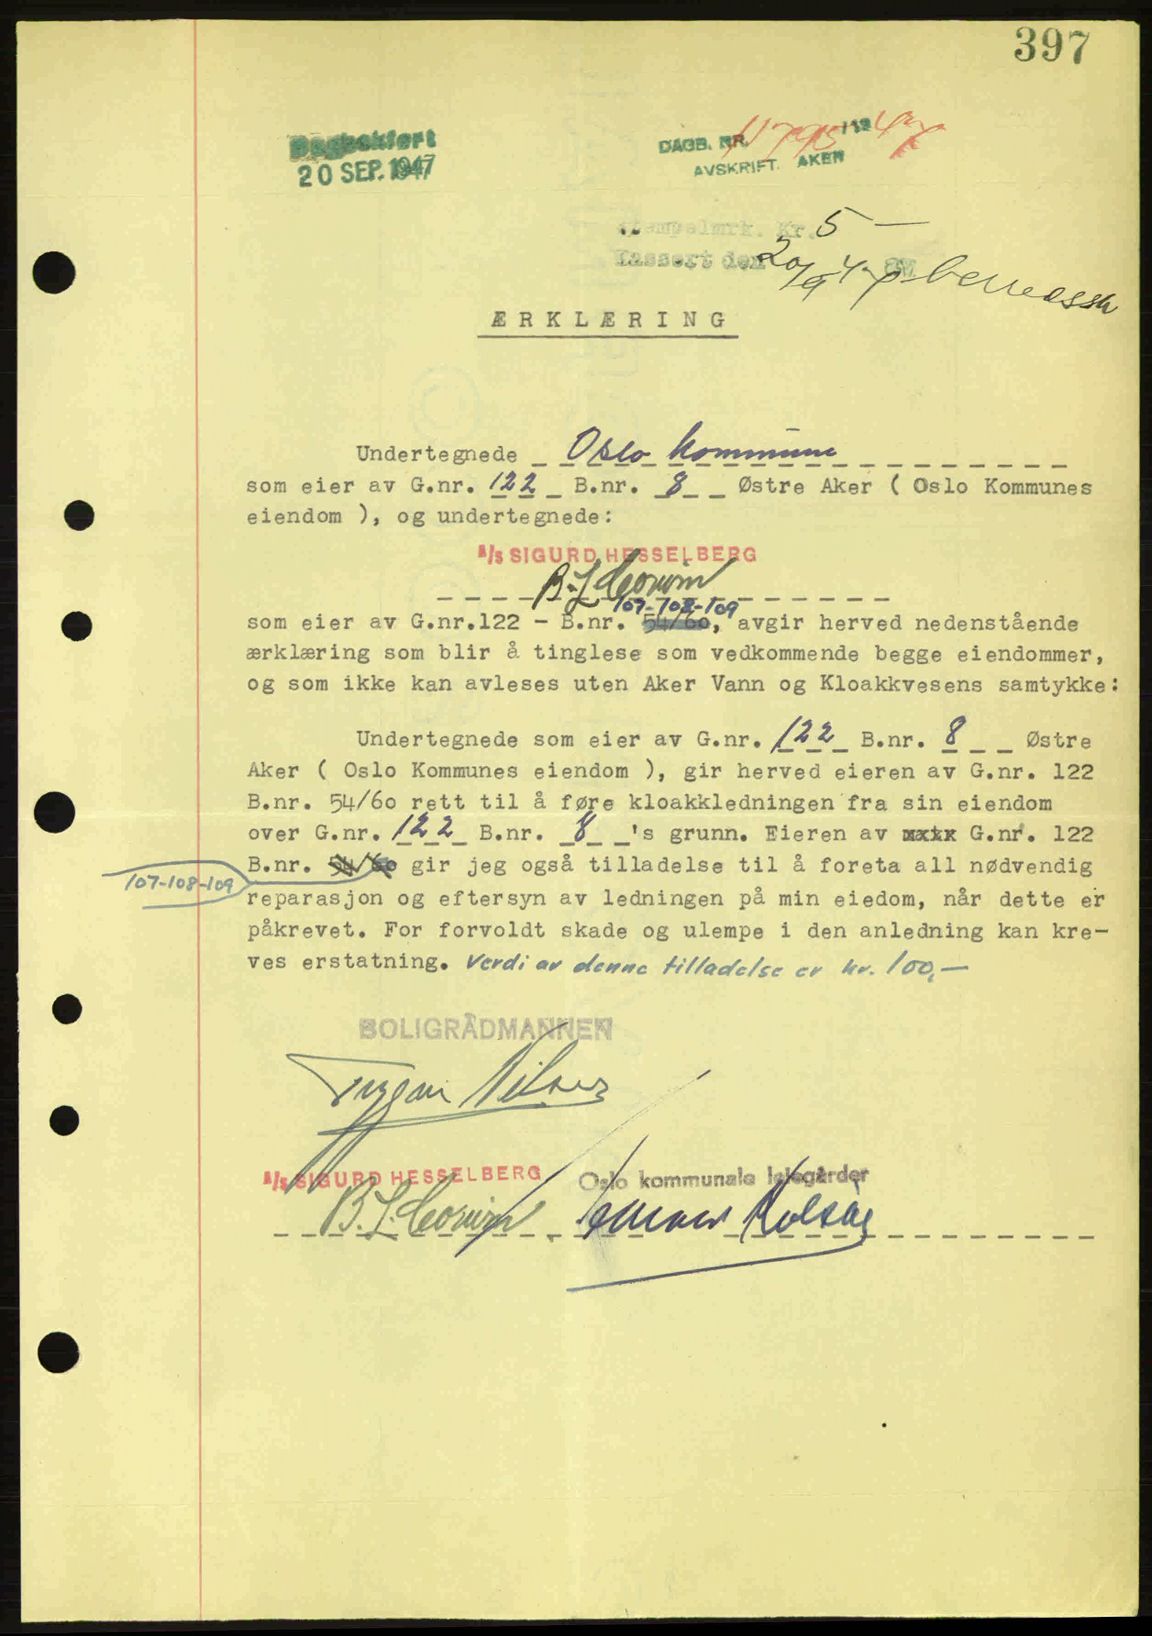 397
Dagbokført
20 SEP. 1947
DAGB. NR. 11795/19 47
AVSKRIFT. AKER
Stempelmrk. Kr. 5 —
Kassert den 20/9 47
ÆRKLÆRING
Undertegnede Oslo kommune
som eier av G.nr. 122 B.nr. 8 Østre Aker ( Oslo Kommunes
eiendom ), og undertegnede:
A/S SIGURD HESSELBERG
107-108-109
som eier av G.nr.122 - B.nr. 54/60, avgir herved nedenstående
ærklæring som blir å tinglese som vedkommende begge eiendommer,
og som ikke kan avleses uten Aker Vann og Kloakkvesens samtykke:
Undertegnede som eier av G.nr. 122 B.nr. 8 Østre
Aker ( Oslo Kommunes eiendom ), gir herved eieren av G.nr. 122
B.nr. 54/60 rett til å føre kloakkledningen fra sin eiendom
over G.nr. 122 B.nr. 8 's grunn. Eieren av G.nr. 122
B.nr. 54/60 gir jeg også tilladelse til å foreta all nødvendig
107-108-109
reparasjon og eftersyn av ledningen på min eiedom, når dette er
påkrevet. For forvoldt skade og ulempe i den anledning kan kre-
ves erstatning. Verdi av denne tilladelse er kr. 100,-
BOLIGRÅDMANNEN
A/S SIGURD HESSELBERG Oslo kommunale leiegårder